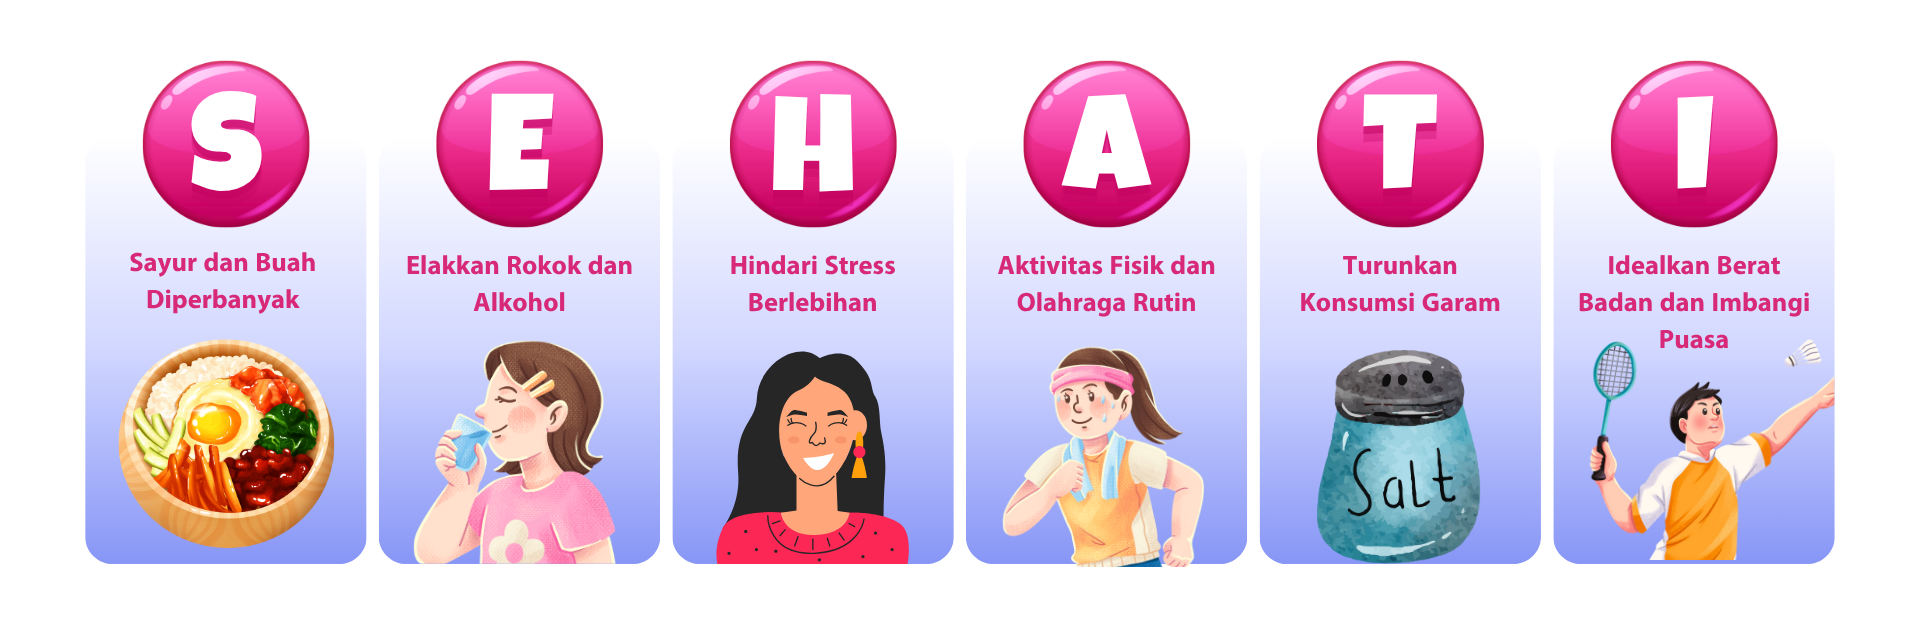 S
Sayur dan Buah
Diperbanyak
E
Elakkan Rokok dan
Alkohol
H
Hindari Stress
Berlebihan
A
Aktivitas Fisik dan
Olahraga Rutin
T
Turunkan
Konsumsi Garam
Salt
I
Idealkan Berat
Badan dan Imbangi
Puasa